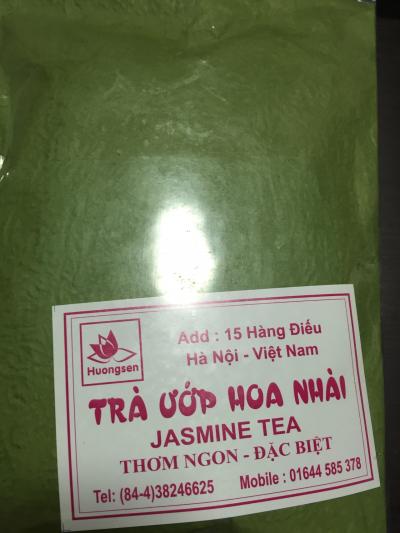 Huongsen
Add : 15 Hàng Điếu
Hà Nội - Việt Nam
TRÀ ƯỚP HOA NHÀI
JASMINE TEA
THƠM NGON - ĐẶC BIỆT
Tel: (84-4)38246625 Mobile : 01644 585 378